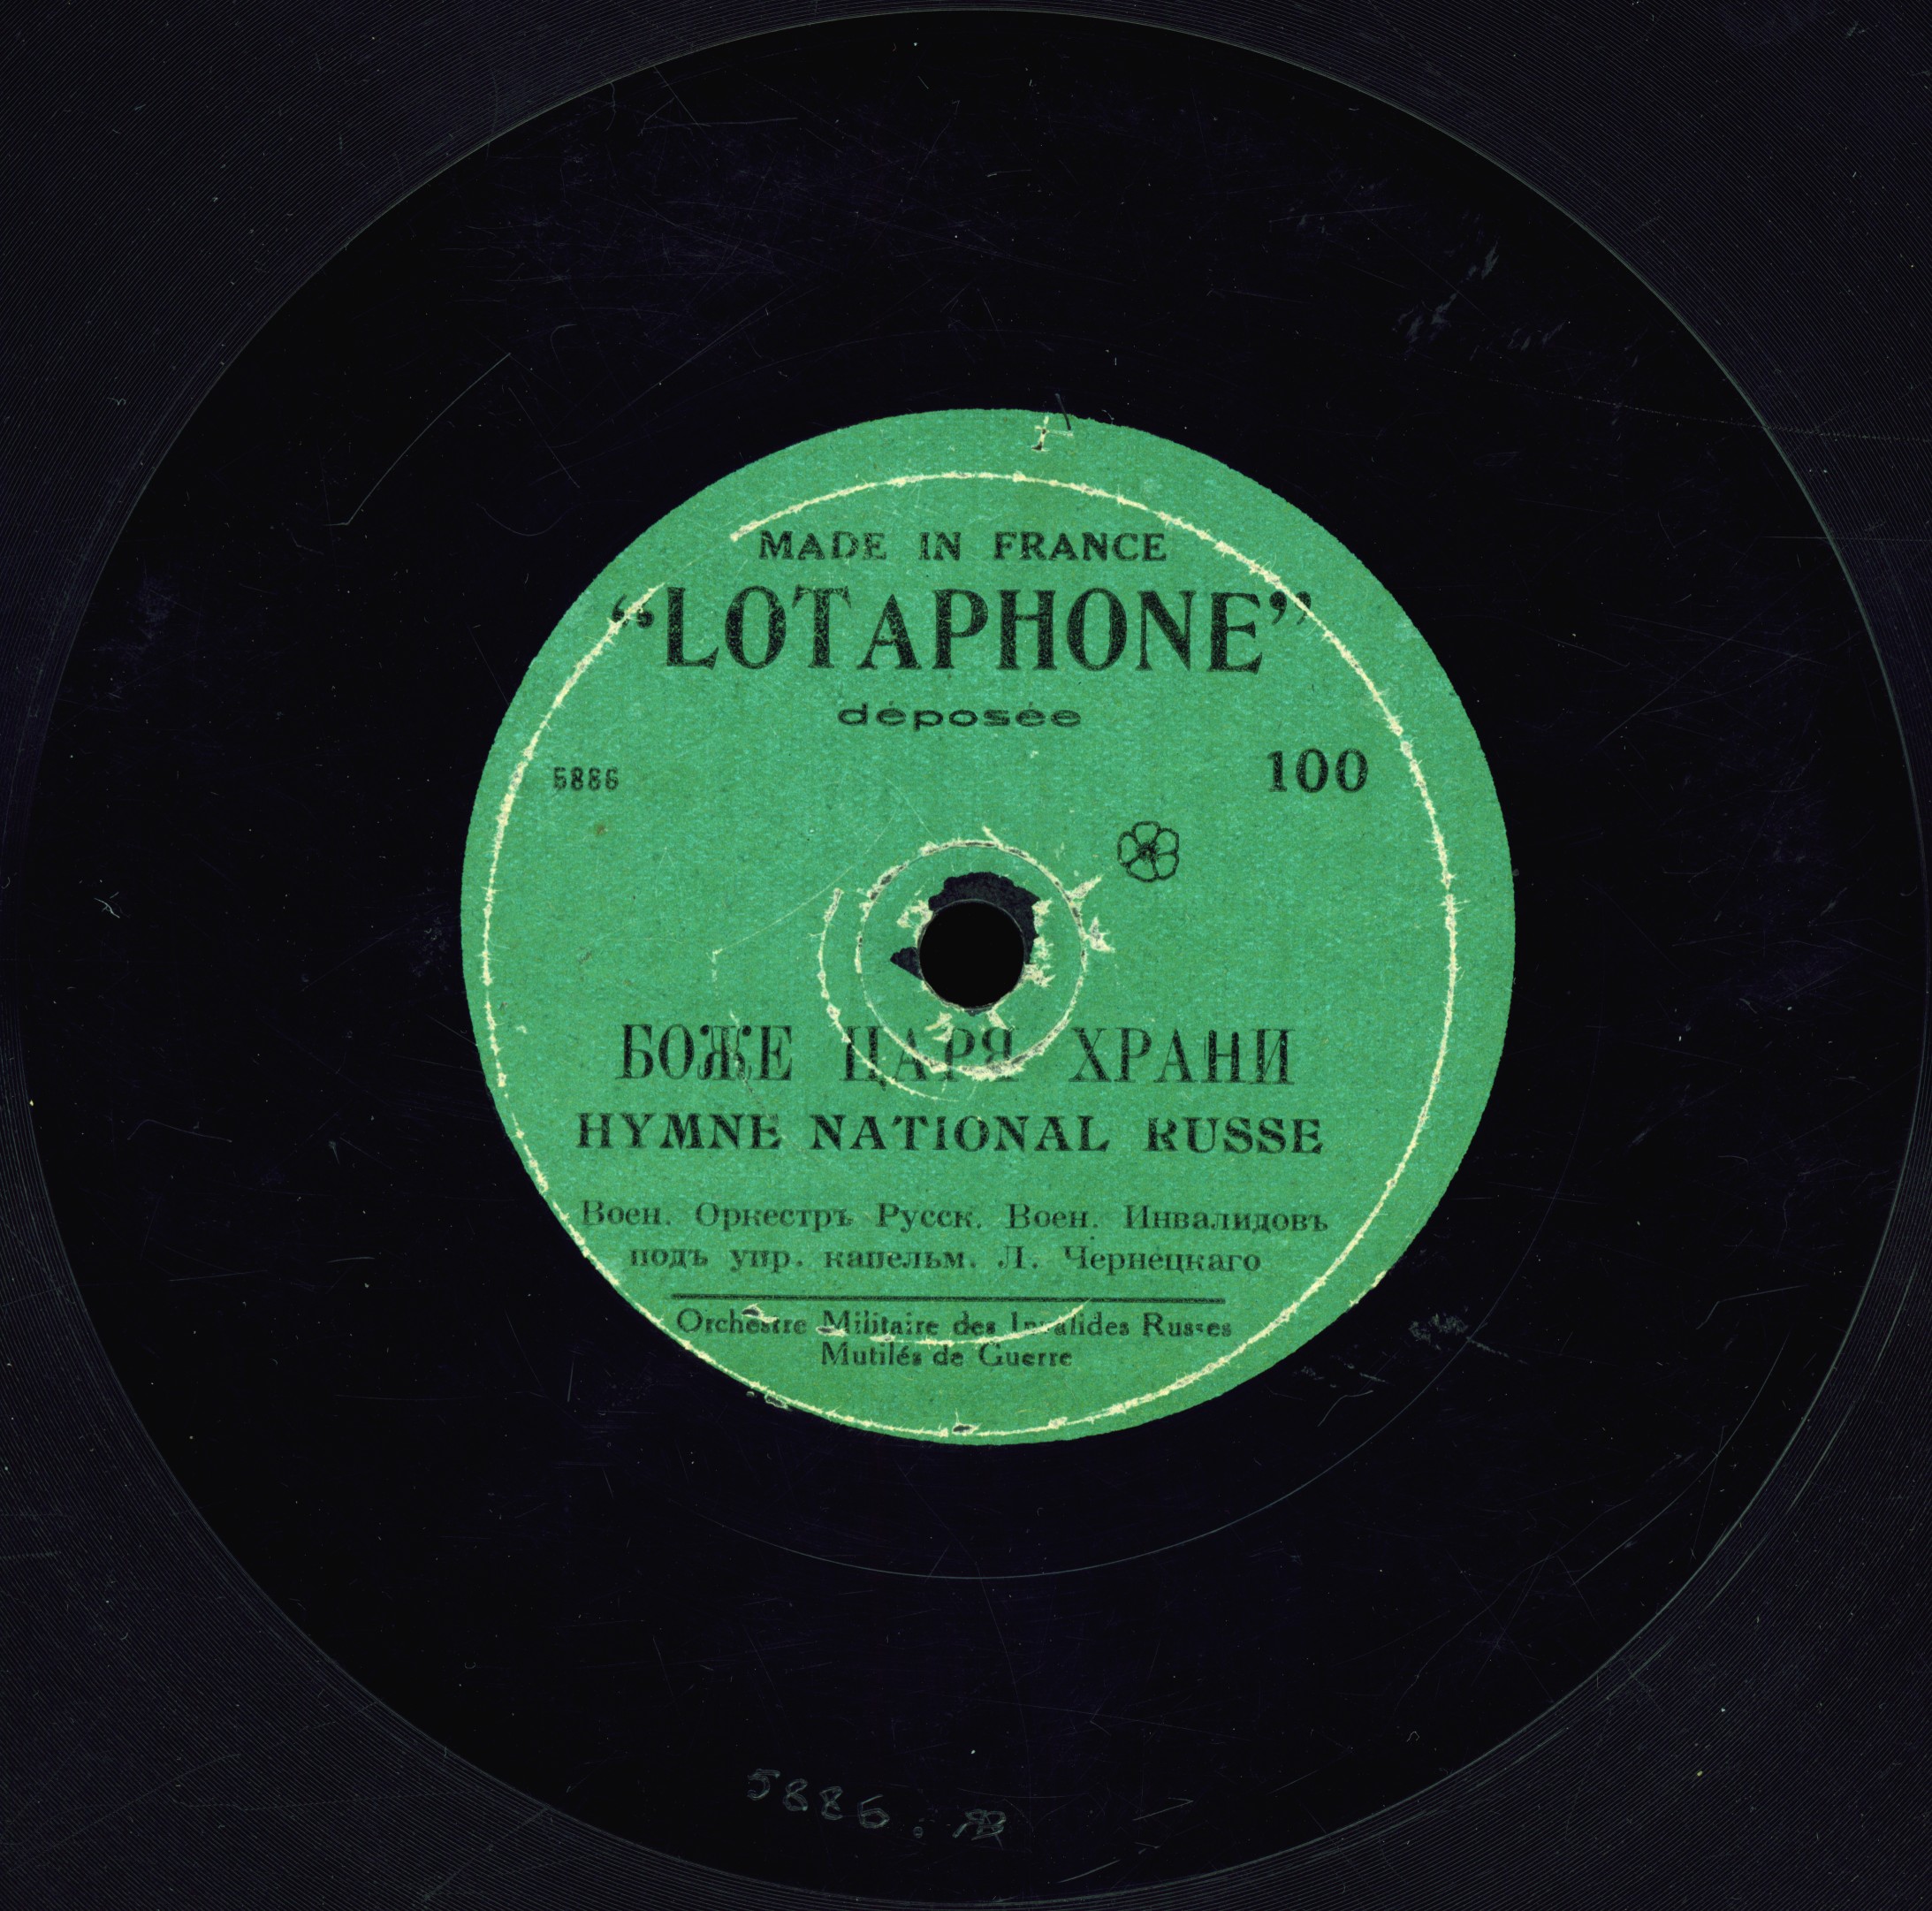 MADE IN FRANCE
“LOTAPHONE”
déposée
5886 100
БОЖЕ ЦАРЯ ХРАНИ
HYMNE NATIONAL RUSSE
Воен. Оркестръ Русск. Воен. Инвалидовъ
подъ упр. капельм. Л. Чернецкаго
Orchestre Militaire des Invalides Russes
Mutilés de Guerre
5886.